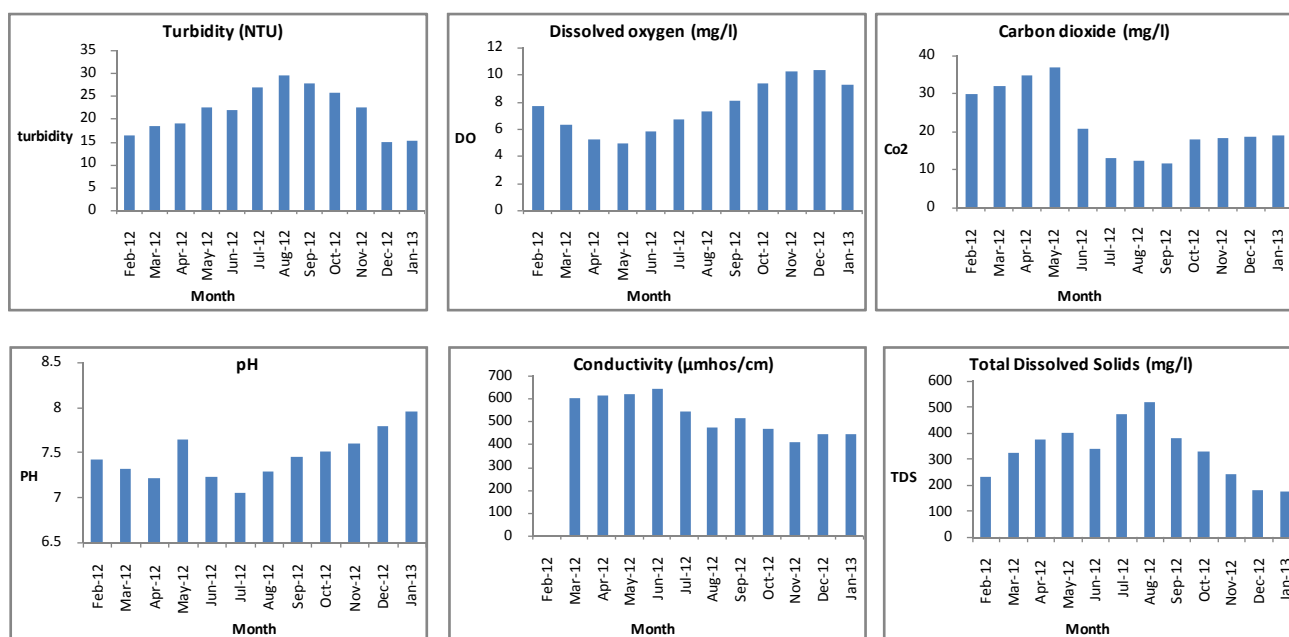 Turbidity (NTU)
35
30
25
20
15
10
5
0
turbidity
Feb-12
Mar-12
Apr-12
May-12
Jun-12
Jul-12
Aug-12
Sep-12
Oct-12
Nov-12
Dec-12
Jan-13
Month
Dissolved oxygen (mg/l)
12
10
8
6
4
2
0
DO
Feb-12
Mar-12
Apr-12
May-12
Jun-12
Jul-12
Aug-12
Sep-12
Oct-12
Nov-12
Dec-12
Jan-13
Month
Carbon dioxide (mg/l)
40
30
20
10
0
Co2
Feb-12
Mar-12
Apr-12
May-12
Jun-12
Jul-12
Aug-12
Sep-12
Oct-12
Nov-12
Dec-12
Jan-13
Month
pH
8.5
8
7.5
7
6.5
PH
Feb-12
Mar-12
Apr-12
May-12
Jun-12
Jul-12
Aug-12
Sep-12
Oct-12
Nov-12
Dec-12
Jan-13
Month
Conductivity (µmhos/cm)
700
600
500
400
300
200
100
0
Feb-12
Mar-12
Apr-12
May-12
Jun-12
Jul-12
Aug-12
Sep-12
Oct-12
Nov-12
Dec-12
Jan-13
Month
Total Dissolved Solids (mg/l)
600
500
400
300
200
100
0
TDS
Feb-12
Mar-12
Apr-12
May-12
Jun-12
Jul-12
Aug-12
Sep-12
Oct-12
Nov-12
Dec-12
Jan-13
Month